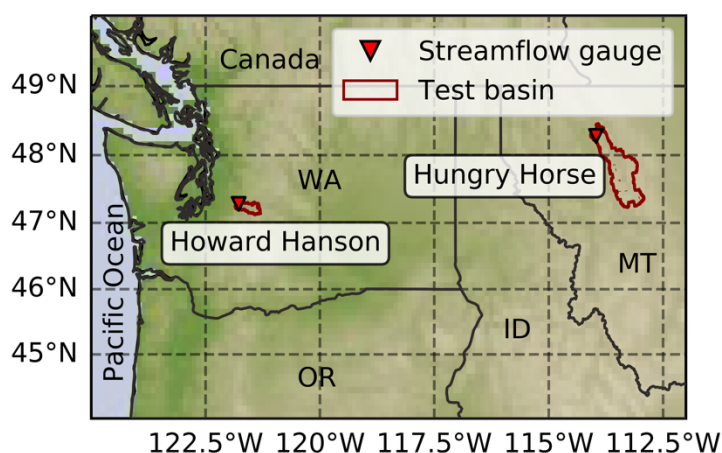 Canada
Streamflow gauge
Test basin
49°N
48°N
47°N
46°N
45°N
WA
Hungry Horse
Howard Hanson
MT
Pacific Ocean
ID
OR
122.5°W 120°W 117.5°W 115°W 112.5°W